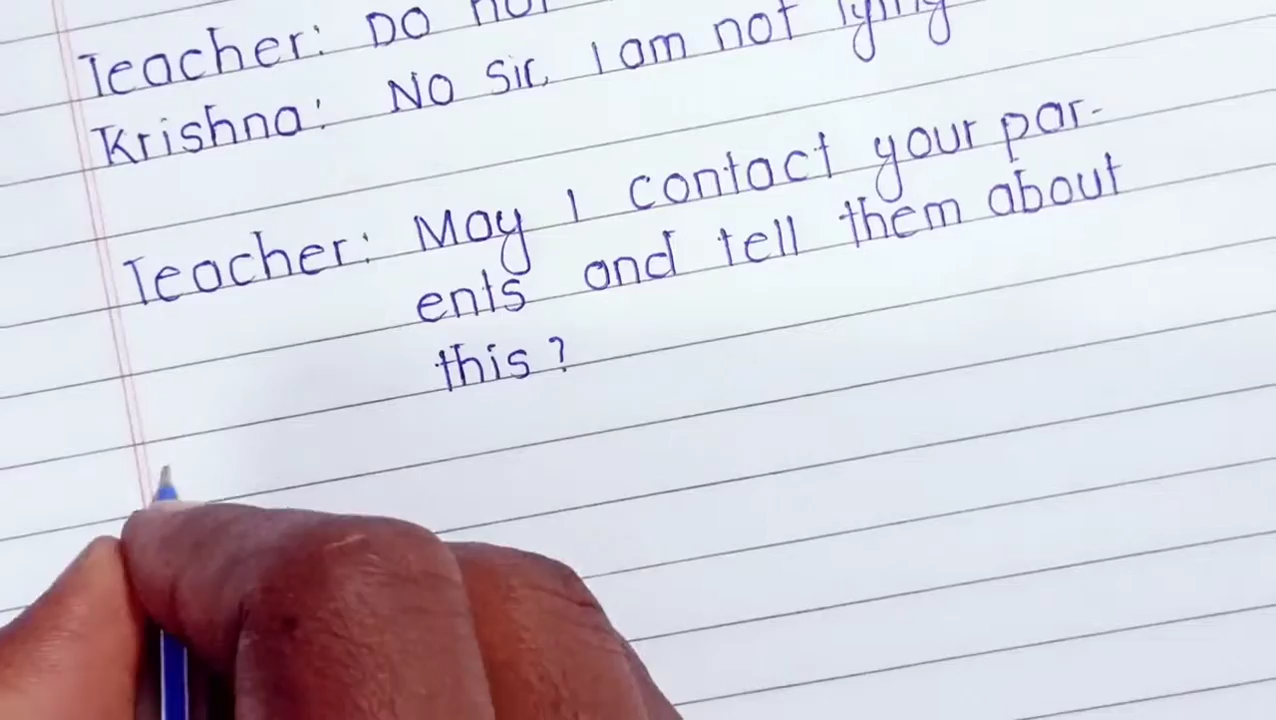 Teacher: Do not
Krishna: No Sir, I am not lying
Teacher: May I contact your par-
ents and tell them about
this?